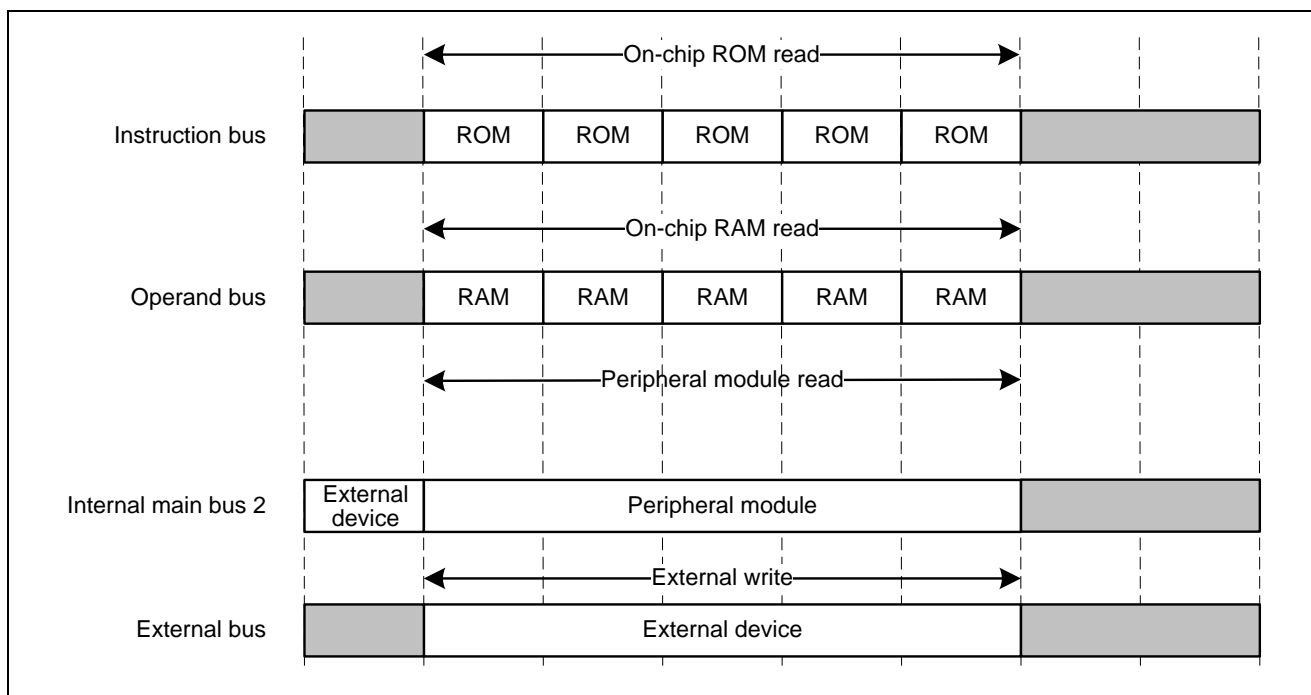 On-chip ROM read
Instruction bus
ROM ROM ROM ROM ROM
On-chip RAM read
Operand bus
RAM RAM RAM RAM RAM
Peripheral module read
Internal main bus 2
External
device
Peripheral module
External write
External bus
External device